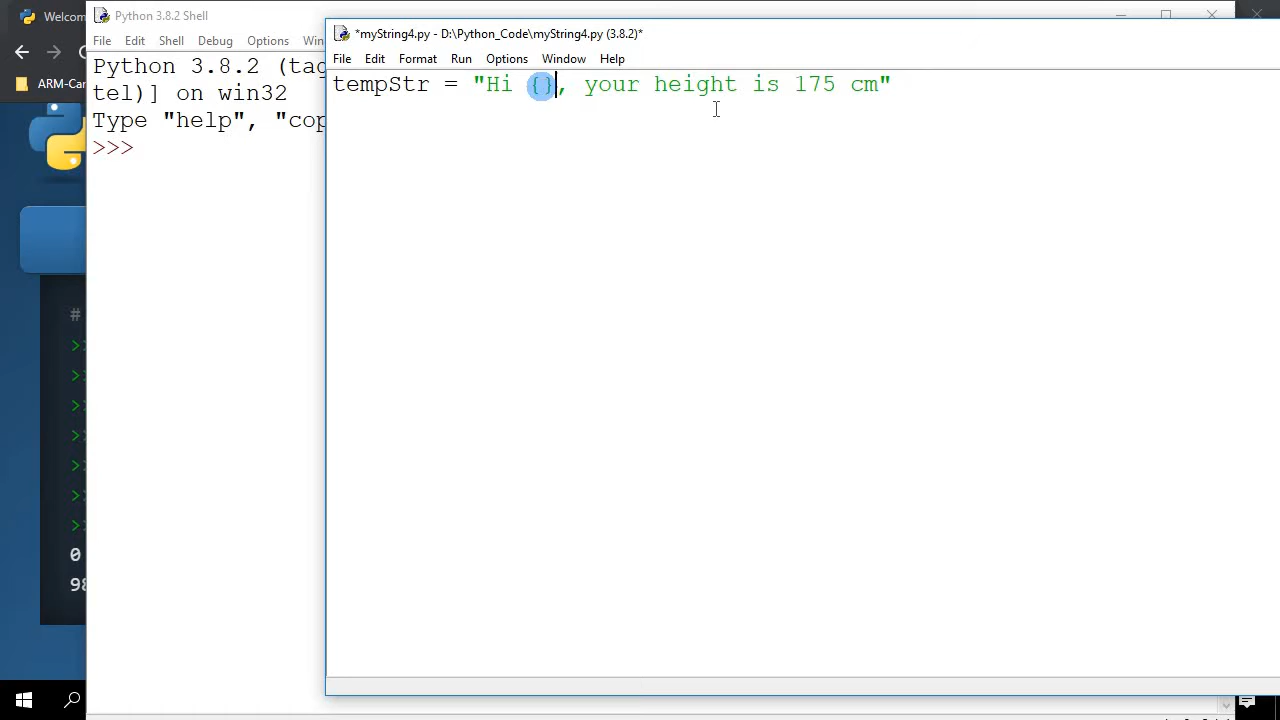 Welcom
Python 3.8.2 Shell
File Edit Shell Debug Options Win
ARM-Car
Python 3.8.2 (tag
tel)] on win32
Type "help", "cop
>>>
*myString4.py - D:\Python_Code\myString4.py (3.8.2)*
File Edit Format Run Options Window Help
tempStr = "Hi {}, your height is 175 cm"
#
>
>
>
>
>
>
>
0
98